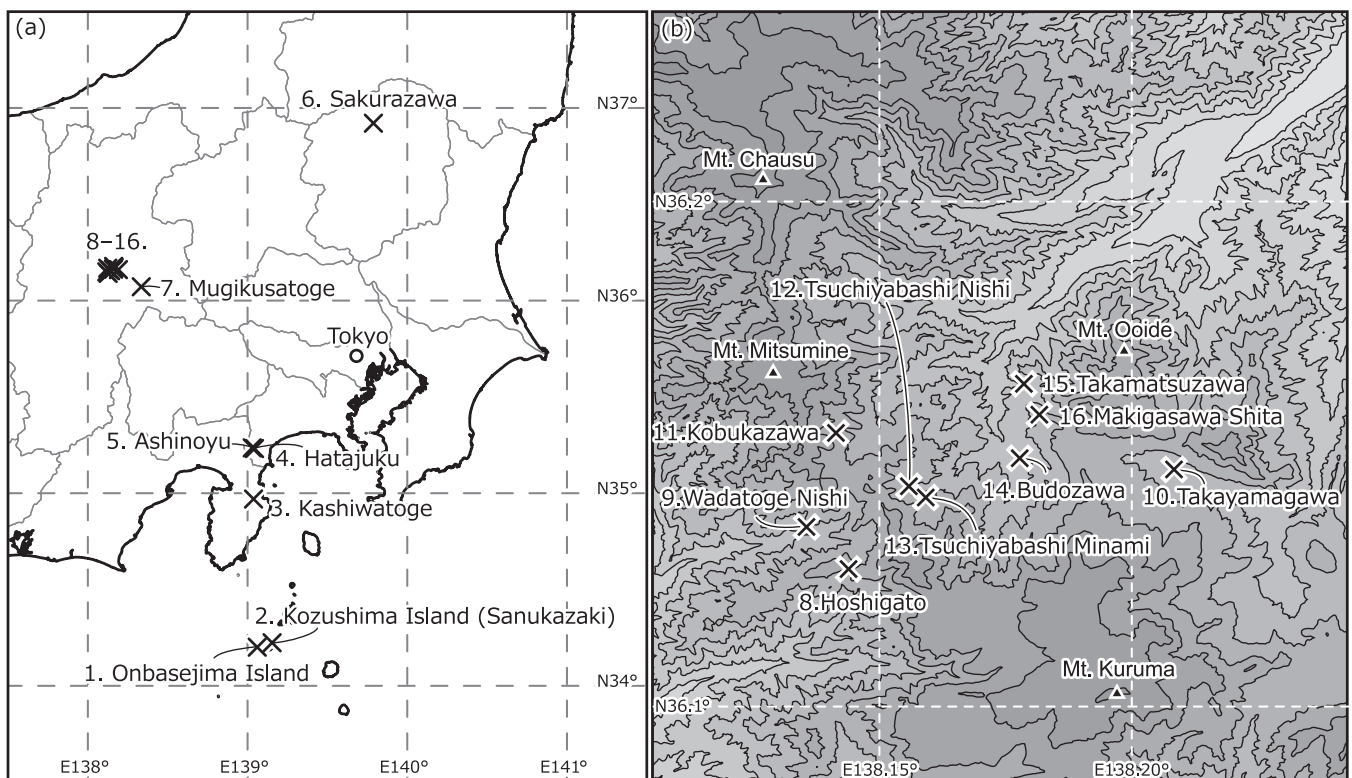 (a)
6. Sakurazawa
N37°
8–16.
7. Mugikusatoge
N36°
Tokyo
5. Ashinoyu
4. Hatajuku
N35°
3. Kashiwatoge
2. Kozushima Island (Sanukazaki)
1. Onbasejima Island
N34°
E138°
E139°
E140°
E141°
(b)
Mt. Chausu
N36.2°
12.Tsuchiyabashi Nishi
Mt. Ooide
Mt. Mitsumine
15.Takamatsuzawa
16.Makigasawa Shita
11.Kobukazawa
9.Wadatoge Nishi
14.Budozawa
10.Takayamagawa
13.Tsuchiyabashi Minami
8.Hoshigato
Mt. Kuruma
N36.1°
E138.15°
E138.20°